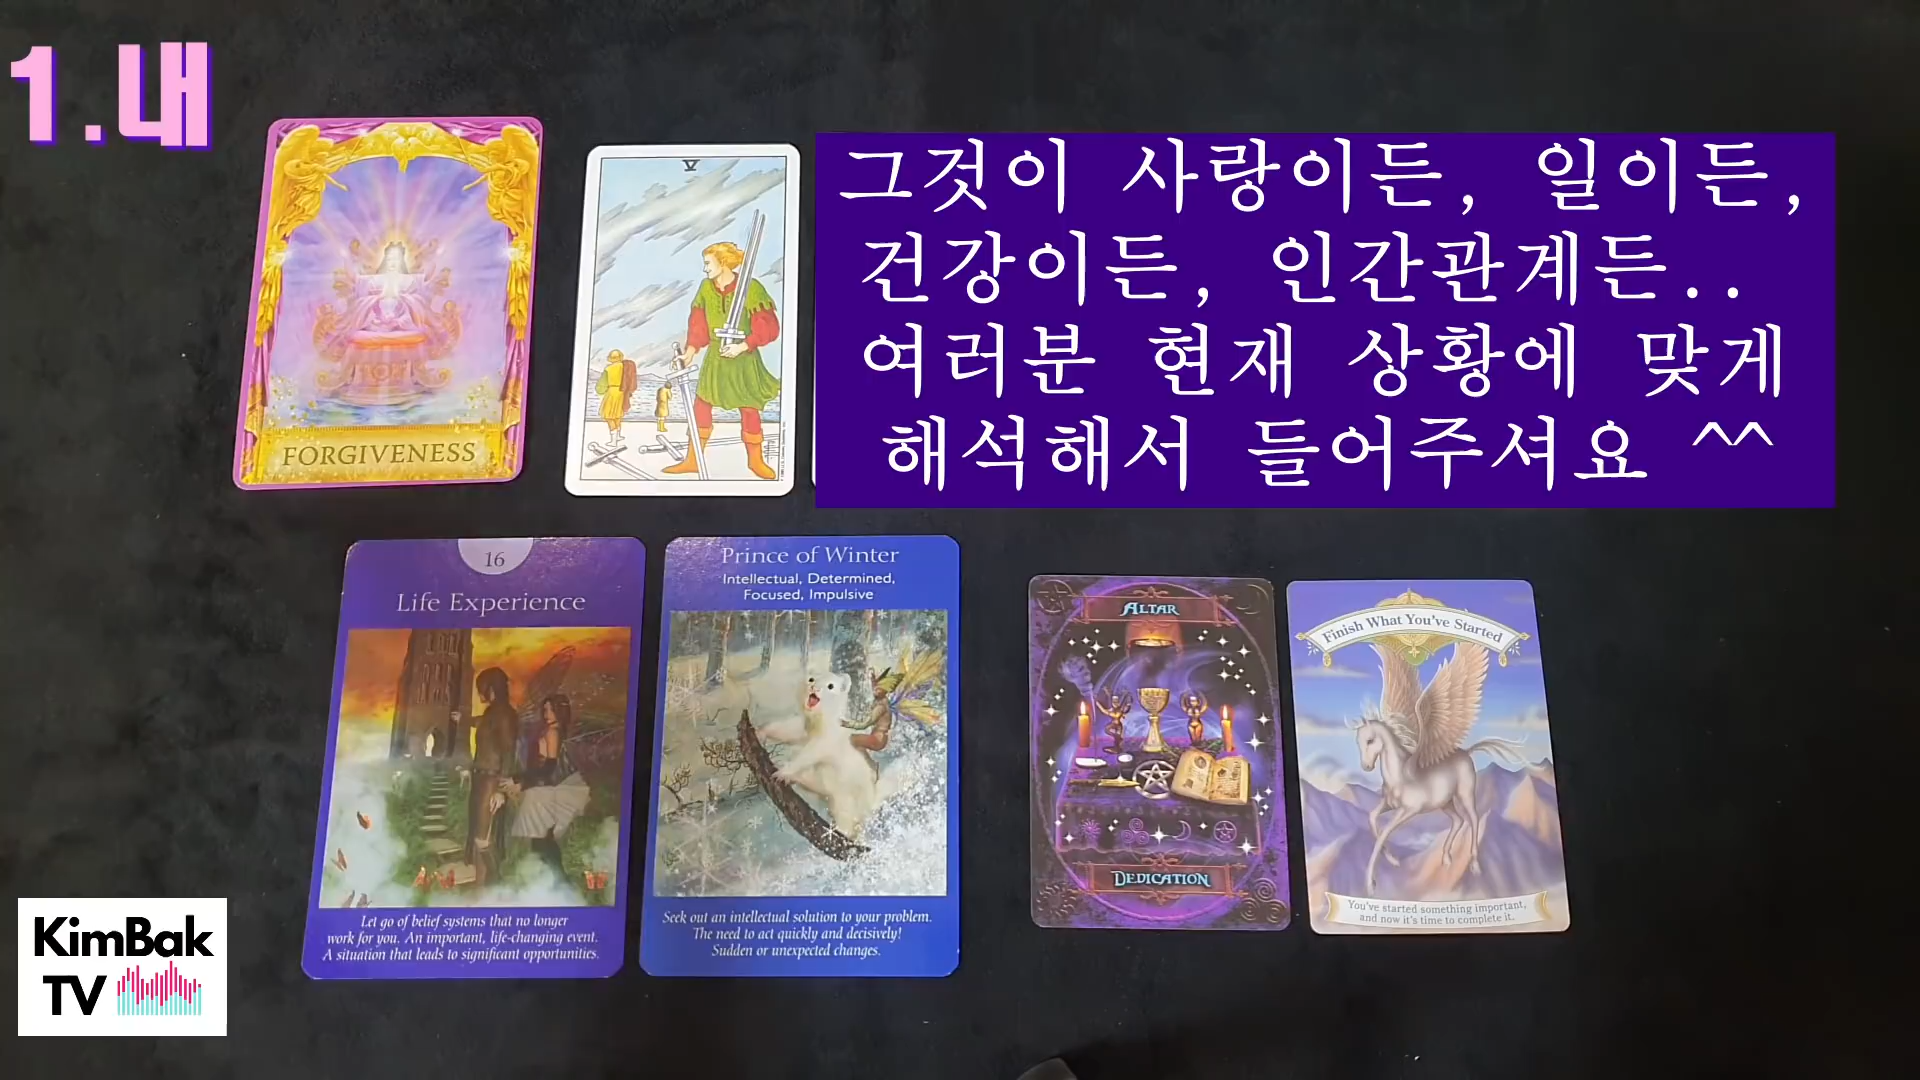 1.내
그것이 사랑이든, 일이든,
건강이든, 인간관계든..
여러분 현재 상황에 맞게
해석해서 들어주셔요 ^^
FORGIVENESS
V
16
Life Experience
Let go of belief systems that no longer
work for you. An important, life-changing event.
A situation that leads to significant opportunities.
Prince of Winter
Intellectual, Determined,
Focused, Impulsive
Seek out an intellectual solution to your problem.
The need to act quickly and decisively!
Sudden or unexpected changes.
ALTAR
DEDICATION
Finish What You've Started
You've started something important,
and now it's time to complete it.
KimBak
TV